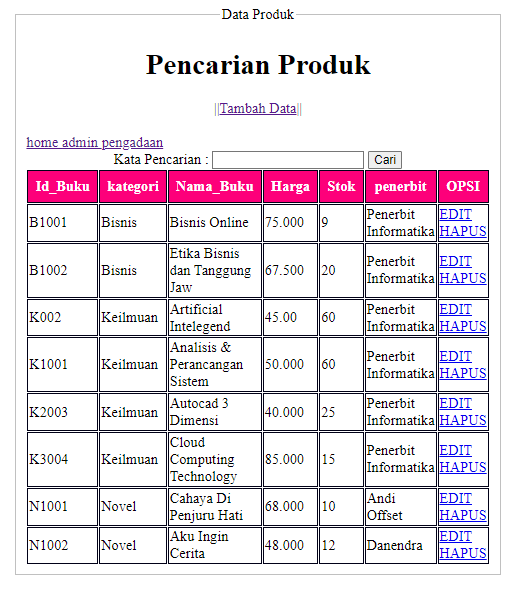 Data Produk
Pencarian Produk
||Tambah Data||
home admin pengadaan
Kata Pencarian : Cari
Id_Buku kategori Nama_Buku Harga Stok penerbit OPSI
B1001 Bisnis Bisnis Online 75.000 9 Penerbit Informatika EDIT HAPUS
B1002 Bisnis Etika Bisnis dan Tanggung Jaw 67.500 20 Penerbit Informatika EDIT HAPUS
K002 Keilmuan Artificial Intelegend 45.00 60 Penerbit Informatika EDIT HAPUS
K1001 Keilmuan Analisis & Perancangan Sistem 50.000 60 Penerbit Informatika EDIT HAPUS
K2003 Keilmuan Autocad 3 Dimensi 40.000 25 Penerbit Informatika EDIT HAPUS
K3004 Keilmuan Cloud Computing Technology 85.000 15 Penerbit Informatika EDIT HAPUS
N1001 Novel Cahaya Di Penjuru Hati 68.000 10 Andi Offset EDIT HAPUS
N1002 Novel Aku Ingin Cerita 48.000 12 Danendra EDIT HAPUS